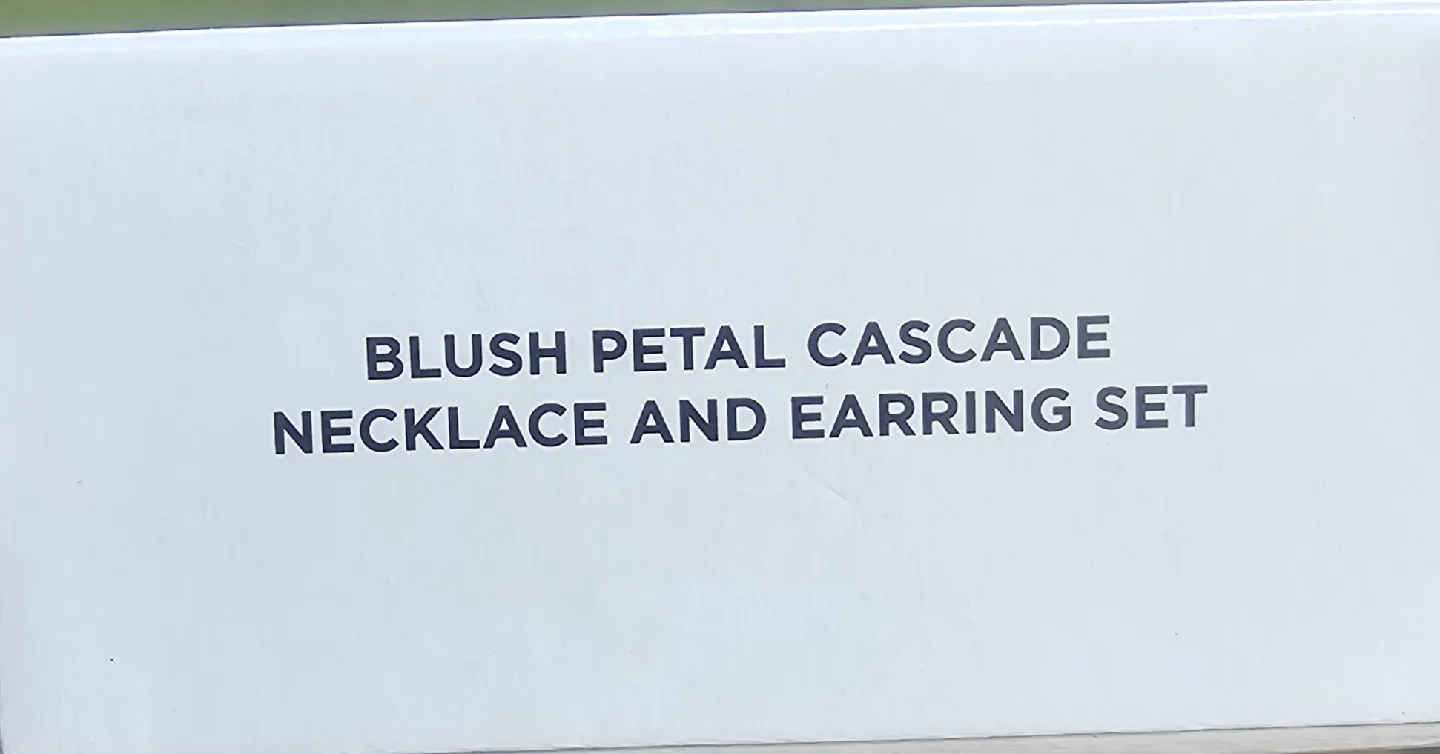 BLUSH PETAL CASCADE
NECKLACE AND EARRING SET